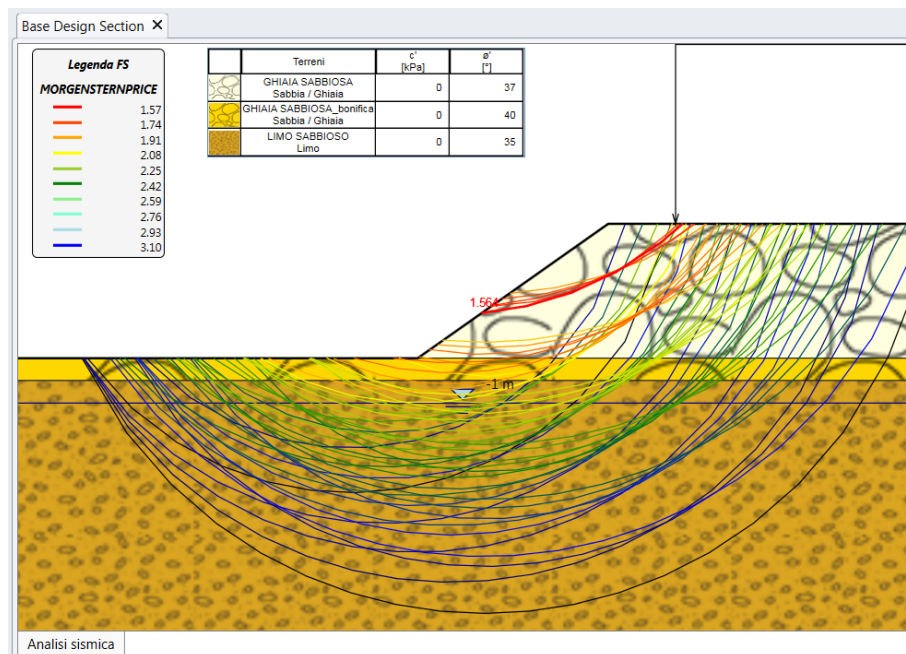 Base Design Section ✕
Legenda FS
MORGENSTERNPRICE
1.57
1.74
1.91
2.08
2.25
2.42
2.59
2.76
2.93
3.10
Terreni c' [kPa] ø' [°]
GHIAIA SABBIOSA
Sabbia / Ghiaia 0 37
GHIAIA SABBIOSA_bonifica
Sabbia / Ghiaia 0 40
LIMO SABBIOSO
Limo 0 35
1.564
-1 m
Analisi sismica